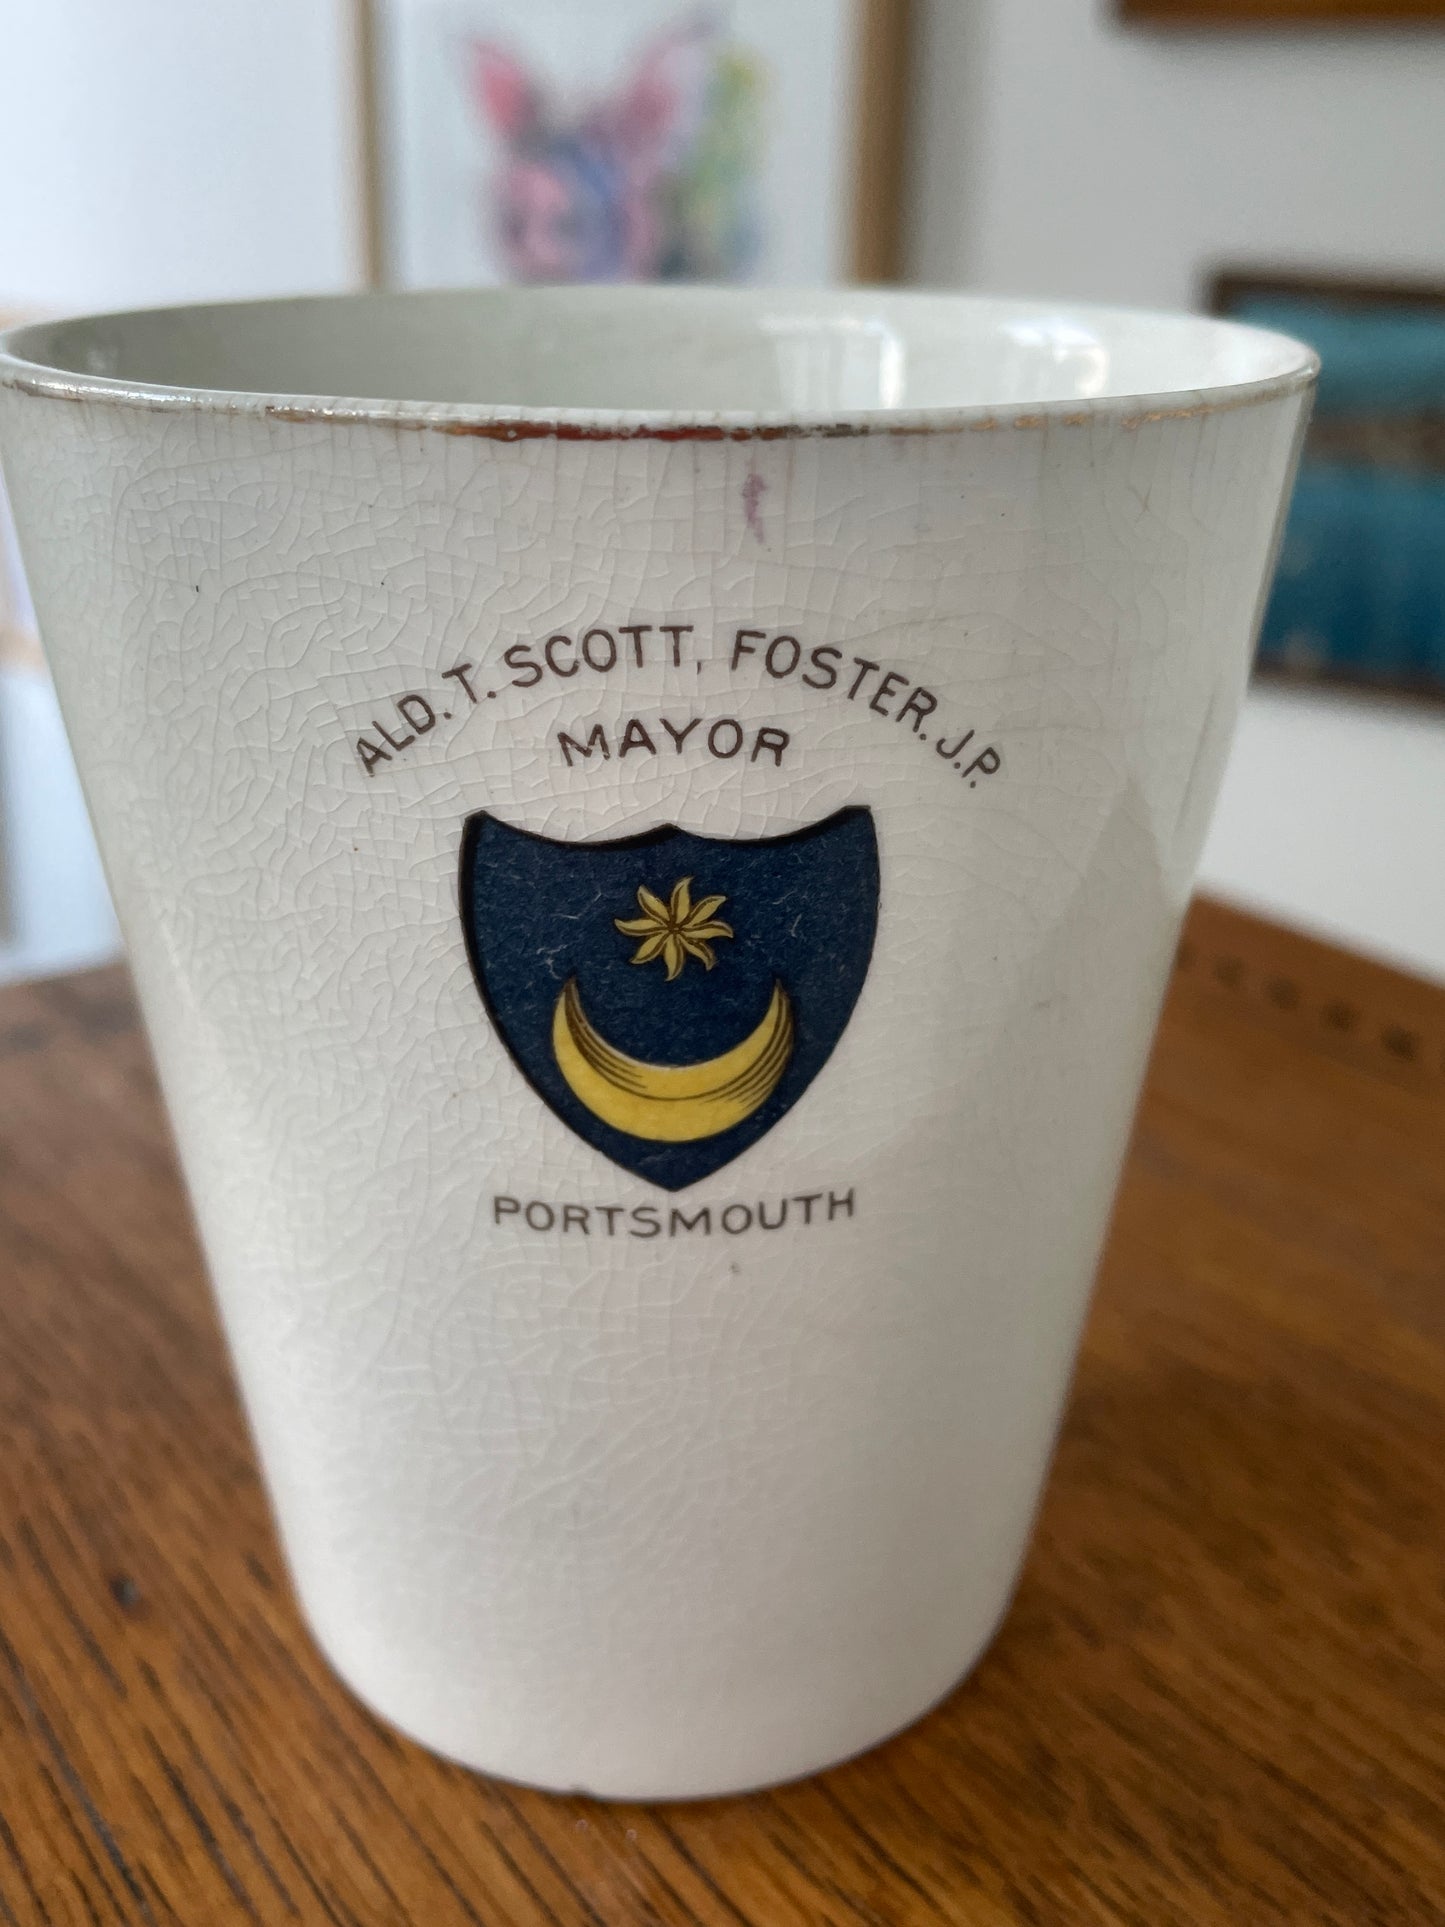 ALD. T. SCOTT, FOSTER. J.P.
MAYOR
PORTSMOUTH